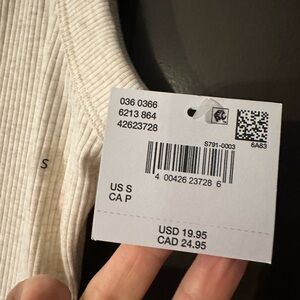 S
036 0366
6213 864
42623728
S791-0003
6A83
4 00426 23728 6
US S
CA P
USD 19.95
CAD 24.95